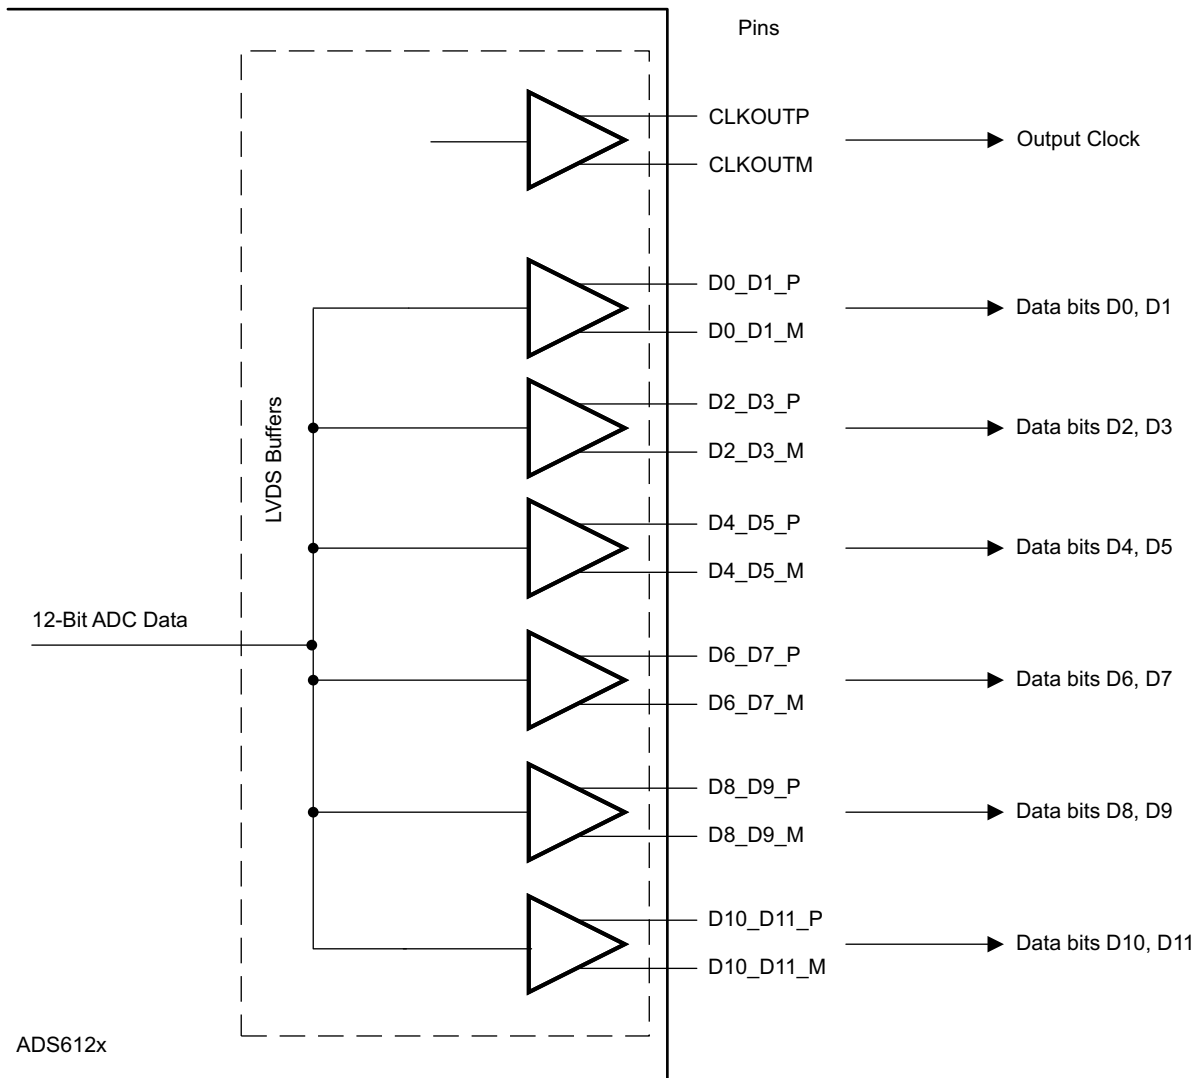 Pins
CLKOUTP
CLKOUTM
Output Clock
D0_D1_P
D0_D1_M
Data bits D0, D1
D2_D3_P
D2_D3_M
Data bits D2, D3
LVDS Buffers
D4_D5_P
D4_D5_M
Data bits D4, D5
12-Bit ADC Data
D6_D7_P
D6_D7_M
Data bits D6, D7
D8_D9_P
D8_D9_M
Data bits D8, D9
D10_D11_P
D10_D11_M
Data bits D10, D11
ADS612x